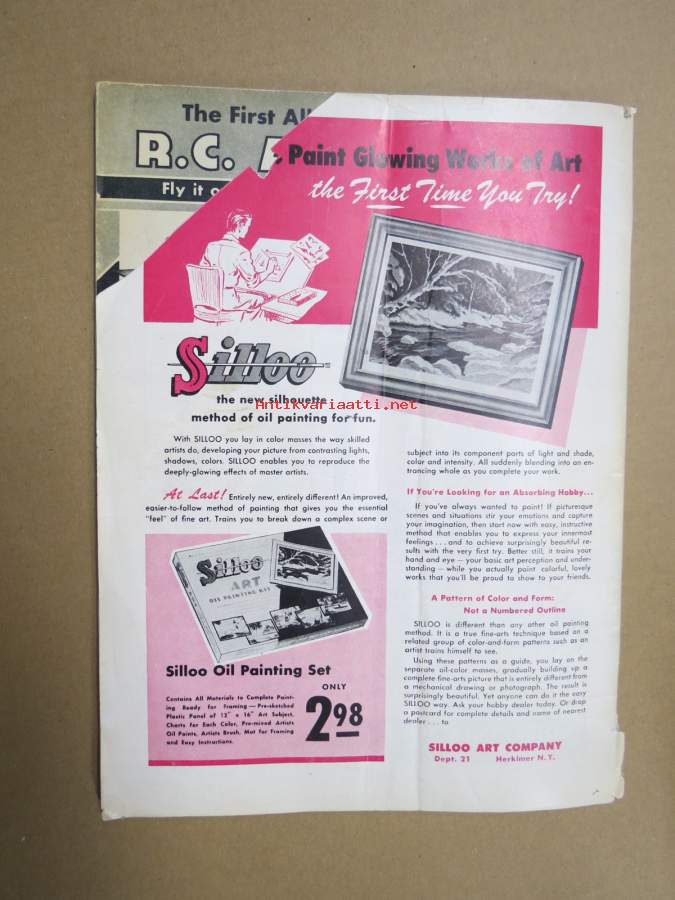 The First All
R.C. A
Fly it o
Paint Glowing Works of Art
the First Time You Try!
Silloo
the new silhouette
method of oil painting for fun.
Antikvariaatti.net
With SILLOO you lay in color masses the way skilled
artists do, developing your picture from contrasting lights,
shadows, colors. SILLOO enables you to reproduce the
deeply-glowing effects of master artists.
At Last! Entirely new, entirely different! An improved,
easier-to-follow method of painting that gives you the essential
"feel" of fine art. Trains you to break down a complex scene or
Silloo
ART
OIL PAINTING KIT
Silloo Oil Painting Set
ONLY
2 98
Contains All Materials to Complete Paint-
ing Ready for Framing — Pre-sketched
Plastic Panel of 12" x 16" Art Subject,
Charts for Each Color, Pre-mixed Artists
Oil Paints, Artists Brush, Mat for Framing
and Easy Instructions.
subject into its component parts of light and shade,
color and intensity. All suddenly blending into an en-
trancing whole as you complete your work.
If You're Looking for an Absorbing Hobby...
If you've always wanted to paint! If picturesque
scenes and situations stir your emotions and capture
your imagination, then start now with easy, instructive
method that enables you to express your innermost
feelings . . . and to achieve surprisingly beautiful re-
sults with the very first try. Better still, it trains your
hand and eye — your basic art perception and under-
standing — while you actually paint colorful, lovely
works that you'll be proud to show to your friends.
A Pattern of Color and Form:
Not a Numbered Outline
SILLOO is different than any other oil painting
method. It is a true fine-arts technique based on a
related group of color-and-form patterns such as an
artist trains himself to see.
Using these patterns as a guide, you lay on the
separate oil-color masses, gradually building up a
complete fine-arts picture that is entirely different from
a mechanical drawing or photograph. The result is
surprisingly beautiful. Yet anyone can do it the easy
SILLOO way. Ask your hobby dealer today. Or drop
a postcard for complete details and name of nearest
dealer . . . to
SILLOO ART COMPANY
Dept. 21 Herkimer N.Y.